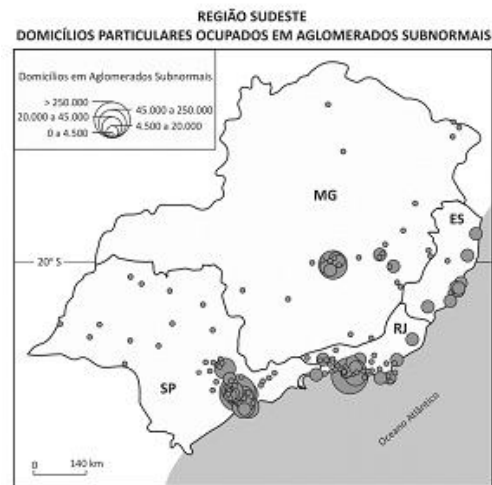 REGIÃO SUDESTE
DOMICÍLIOS PARTICULARES OCUPADOS EM AGLOMERADOS SUBNORMAIS
Domicílios em Aglomerados Subnormais
> 250.000
45.000 a 250.000
20.000 a 45.000
4.500 a 20.000
0 a 4.500
MG
ES
20° S
RJ
SP
Oceano Atlântico
0 140 km